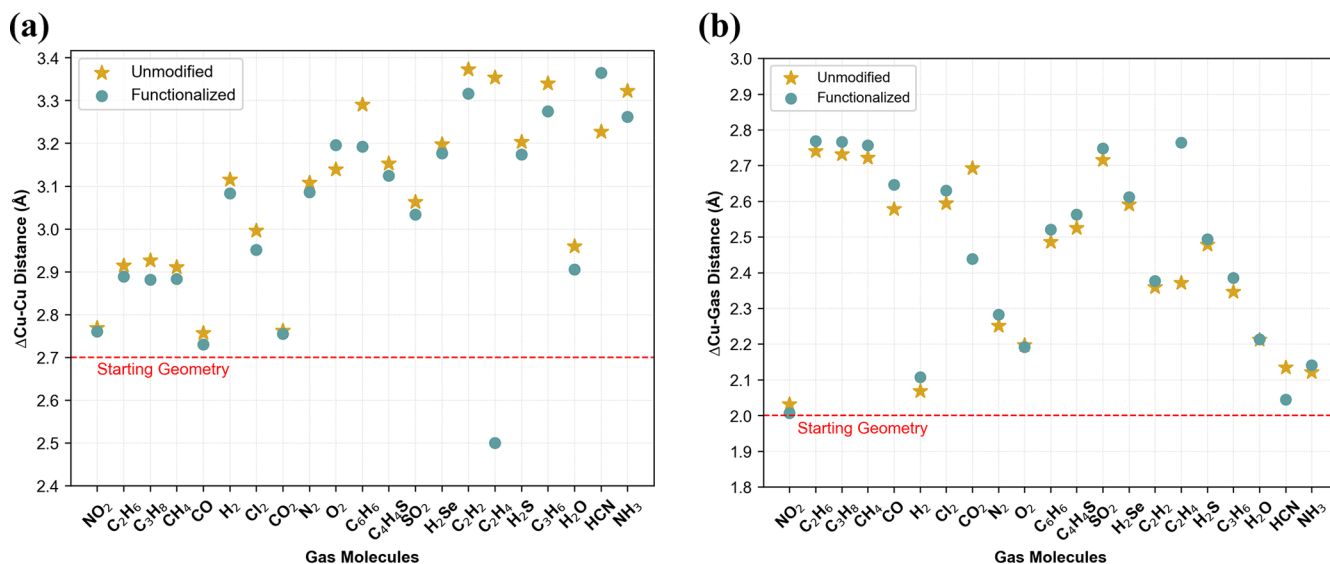 (a)
3.4
3.3
3.2
3.1
3.0
2.9
2.8
2.7
2.6
2.5
2.4
ΔCu-Cu Distance (Å)
Unmodified
Functionalized
Starting Geometry
NO₂
C₂H₆
C₃H₈
CH₄
CO
H₂
Cl₂
CO₂
N₂
O₂
C₆H₆
C₄H₄S
SO₂
H₂Se
C₂H₂
C₂H₄
H₂S
C₃H₆
H₂O
HCN
NH₃
Gas Molecules
(b)
3.0
2.9
2.8
2.7
2.6
2.5
2.4
2.3
2.2
2.1
2.0
1.9
1.8
ΔCu-Gas Distance (Å)
Unmodified
Functionalized
Starting Geometry
NO₂
C₂H₆
C₃H₈
CH₄
CO
H₂
Cl₂
CO₂
N₂
O₂
C₆H₆
C₄H₄S
SO₂
H₂Se
C₂H₂
C₂H₄
H₂S
C₃H₆
H₂O
HCN
NH₃
Gas Molecules